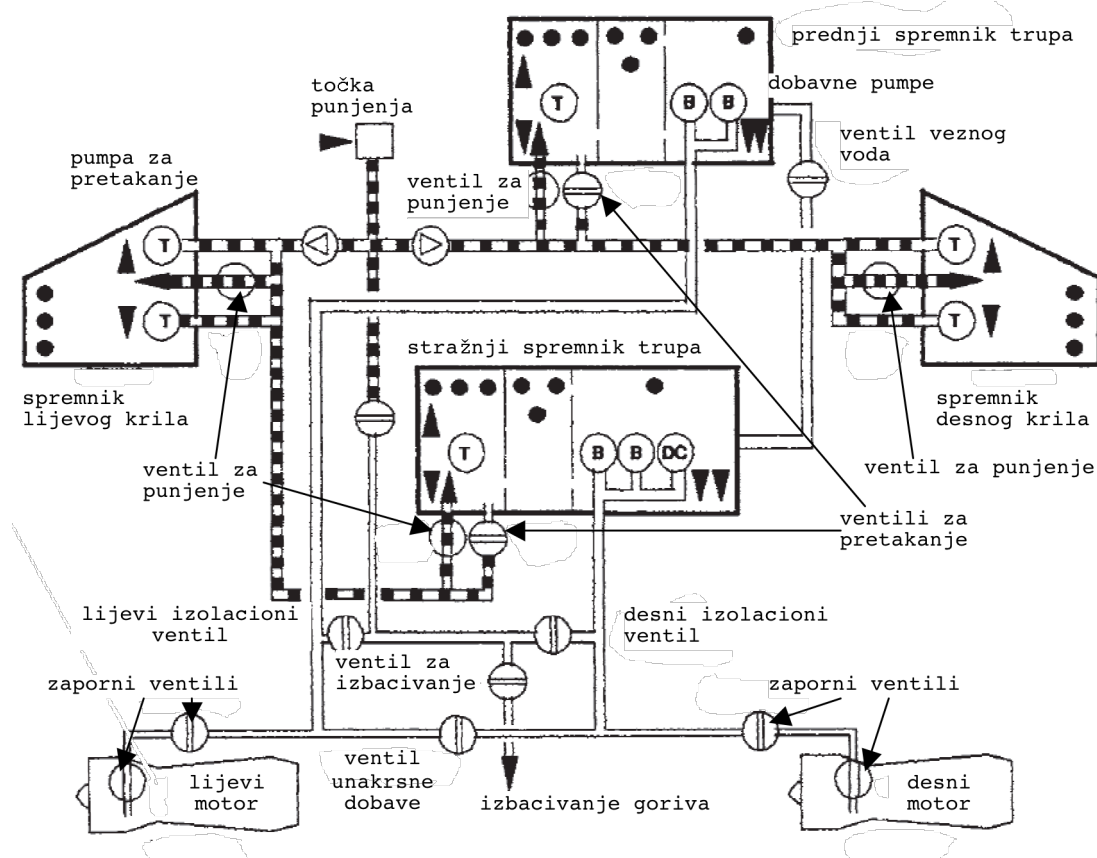 prednji spremnik trupa
točka
punjenja
T
B
B
dobavne pumpe
ventil veznog
voda
pumpa za
pretakanje
ventil za
punjenje
T
T
T
T
stražnji spremnik trupa
spremnik
lijevog krila
spremnik
desnog krila
T
B
B
DC
ventil za
punjenje
ventil za punjenje
ventili za
pretakanje
lijevi izolacioni
ventil
desni izolacioni
ventil
ventil za
izbacivanje
zaporni ventili
zaporni ventili
lijevi
motor
ventil
unakrsne
dobave
izbacivanje goriva
desni
motor